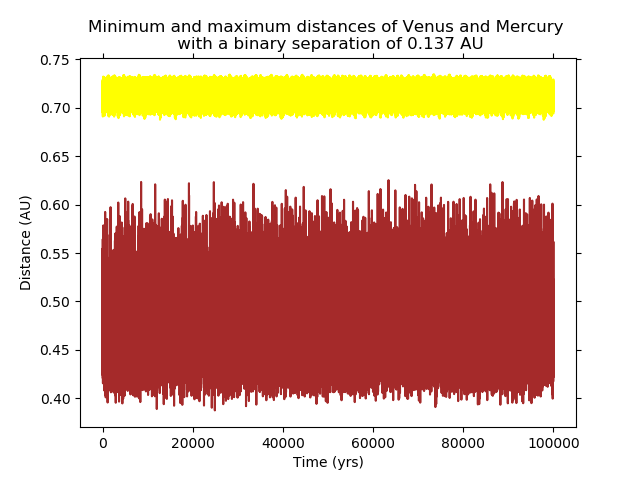 Minimum and maximum distances of Venus and Mercury
with a binary separation of 0.137 AU
0.75
0.70
0.65
0.60
0.55
0.50
0.45
0.40
Distance (AU)
0 20000 40000 60000 80000 100000
Time (yrs)